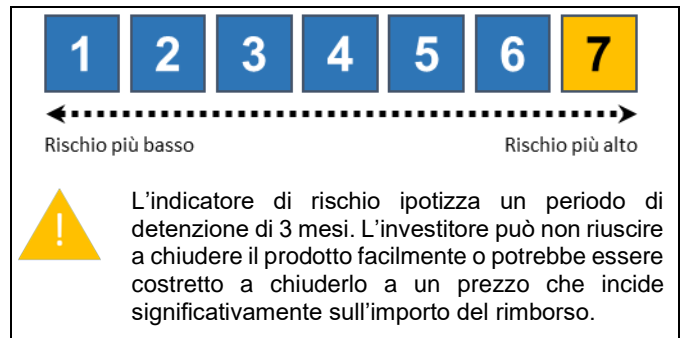 1 2 3 4 5 6 7
Rischio più basso Rischio più alto
!
L’indicatore di rischio ipotizza un periodo di
detenzione di 3 mesi. L’investitore può non riuscire
a chiudere il prodotto facilmente o potrebbe essere
costretto a chiuderlo a un prezzo che incide
significativamente sull’importo del rimborso.